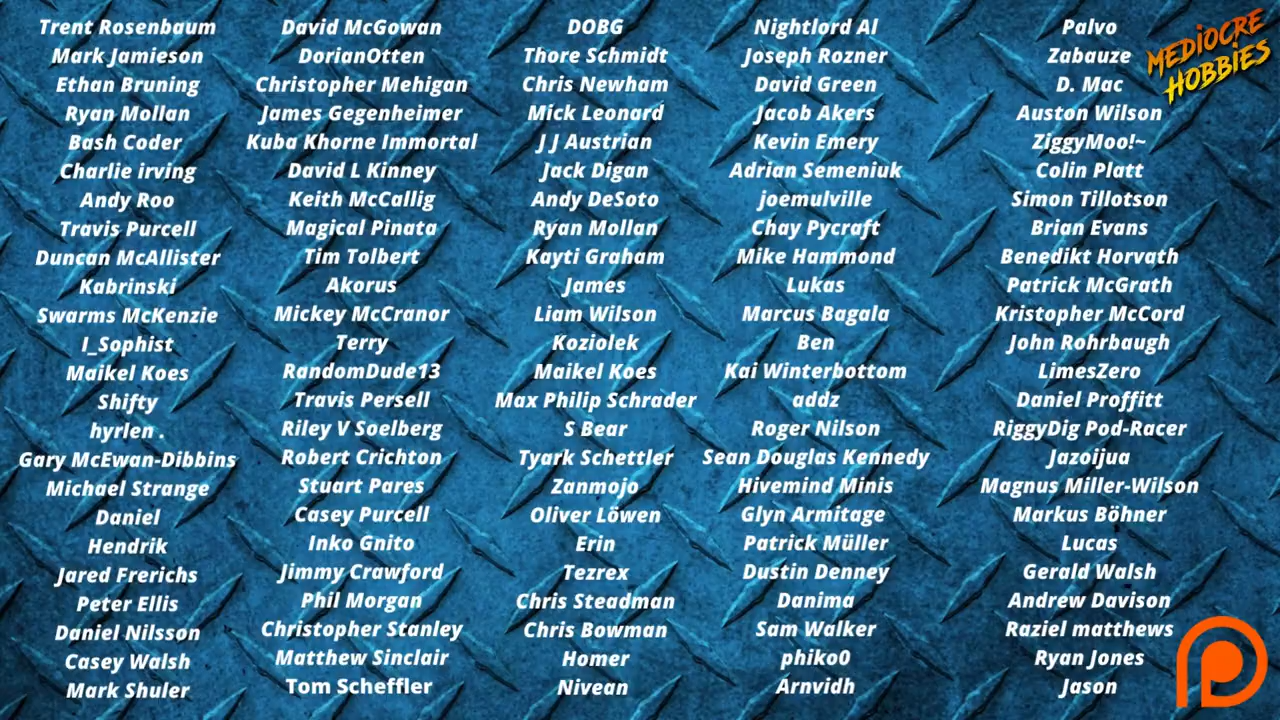 Trent Rosenbaum
Mark Jamieson
Ethan Bruning
Ryan Mollan
Bash Coder
Charlie irving
Andy Roo
Travis Purcell
Duncan McAllister
Kabrinski
Swarms McKenzie
I_Sophist
Maikel Koes
Shifty
hyrlen .
Gary McEwan-Dibbins
Michael Strange
Daniel
Hendrik
Jared Frerichs
Peter Ellis
Daniel Nilsson
Casey Walsh
Mark Shuler
David McGowan
DorianOtten
Christopher Mehigan
James Gegenheimer
Kuba Khorne Immortal
David L Kinney
Keith McCallig
Magical Pinata
Tim Tolbert
Akorus
Mickey McCranor
Terry
RandomDude13
Travis Persell
Riley V Soelberg
Robert Crichton
Stuart Pares
Casey Purcell
Inko Gnito
Jimmy Crawford
Phil Morgan
Christopher Stanley
Matthew Sinclair
Tom Scheffler
DOBG
Thore Schmidt
Chris Newham
Mick Leonard
J J Austrian
Jack Digan
Andy DeSoto
Ryan Mollan
Kayti Graham
James
Liam Wilson
Koziolek
Maikel Koes
Max Philip Schrader
S Bear
Tyark Schettler
Zanmojo
Oliver Löwen
Erin
Tezrex
Chris Steadman
Chris Bowman
Homer
Nivean
Nightlord Al
Joseph Rozner
David Green
Jacob Akers
Kevin Emery
Adrian Semeniuk
joemulville
Chay Pycraft
Mike Hammond
Lukas
Marcus Bagala
Ben
Kai Winterbottom
addz
Roger Nilson
Sean Douglas Kennedy
Hivemind Minis
Glyn Armitage
Patrick Müller
Dustin Denney
Danima
Sam Walker
phiko0
Arnvidh
Palvo
Zabauze
D. Mac
Auston Wilson
ZiggyMoo!~
Colin Platt
Simon Tillotson
Brian Evans
Benedikt Horvath
Patrick McGrath
Kristopher McCord
John Rohrbaugh
LimesZero
Daniel Proffitt
RiggyDig Pod-Racer
Jazoijua
Magnus Miller-Wilson
Markus Böhner
Lucas
Gerald Walsh
Andrew Davison
Raziel matthews
Ryan Jones
Jason
MEDIOCRE
HOBBIES